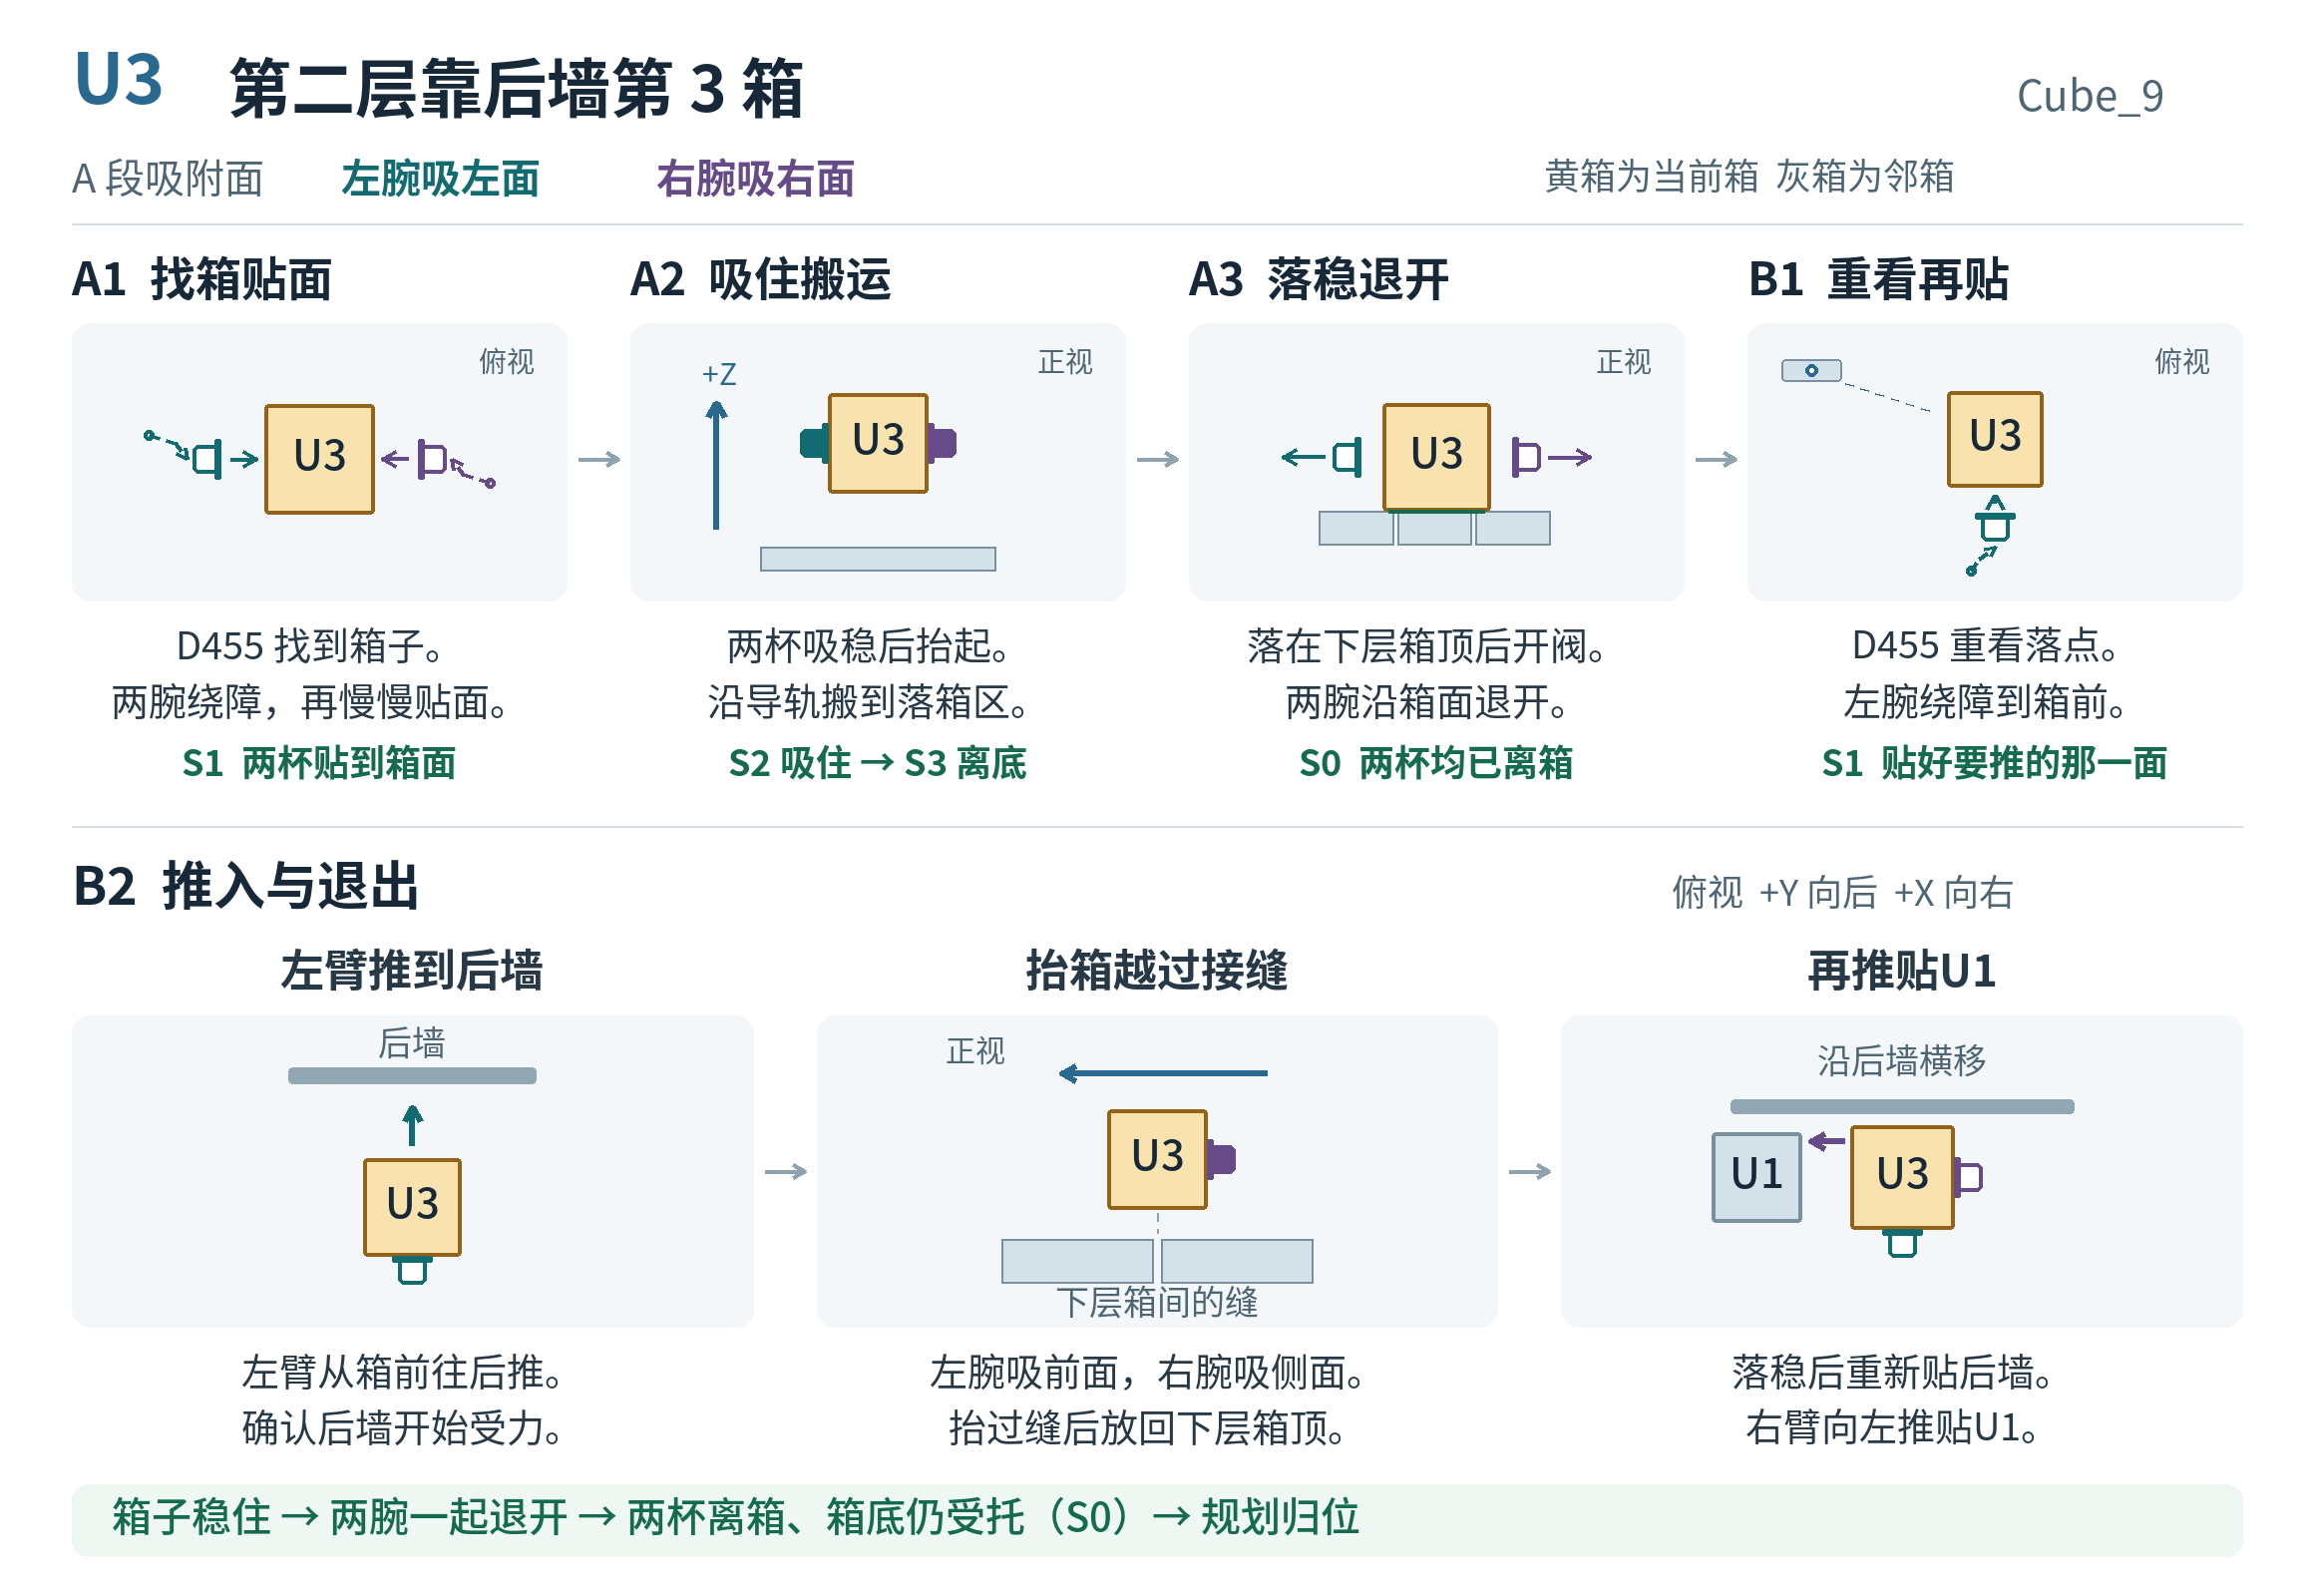 U3 第二层靠后墙第 3 箱
Cube_9
A 段吸附面 左腕吸左面 右腕吸右面
黄箱为当前箱 灰箱为邻箱
A1 找箱贴面
俯视
U3
D455 找到箱子。
两腕绕障，再慢慢贴面。
S1 两杯贴到箱面
A2 吸住搬运
+Z
正视
U3
两杯吸稳后抬起。
沿导轨搬到落箱区。
S2 吸住 → S3 离底
A3 落稳退开
正视
U3
落在下层箱顶后开阀。
两腕沿箱面退开。
S0 两杯均已离箱
B1 重看再贴
俯视
U3
D455 重看落点。
左腕绕障到箱前。
S1 贴好要推的那一面
B2 推入与退出
俯视 +Y 向后 +X 向右
左臂推到后墙
后墙
U3
左臂从箱前往后推。
确认后墙开始受力。
抬箱越过接缝
正视
U3
下层箱间的缝
左腕吸前面，右腕吸侧面。
抬过缝后放回下层箱顶。
再推贴U1
沿后墙横移
U1
U3
落稳后重新贴后墙。
右臂向左推贴U1。
箱子稳住 → 两腕一起退开 → 两杯离箱、箱底仍受托（S0）→ 规划归位